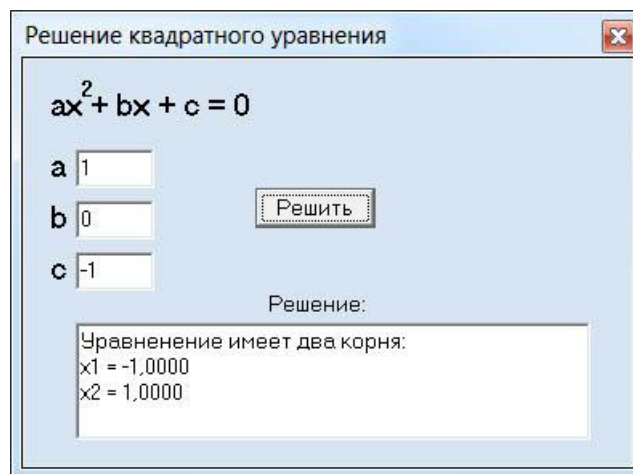 Решение квадратного уравнения
ax²+ bx + c = 0
a 1
b 0
Решить
c -1
Решение:
Уравненение имеет два корня:
x1 = -1,0000
x2 = 1,0000